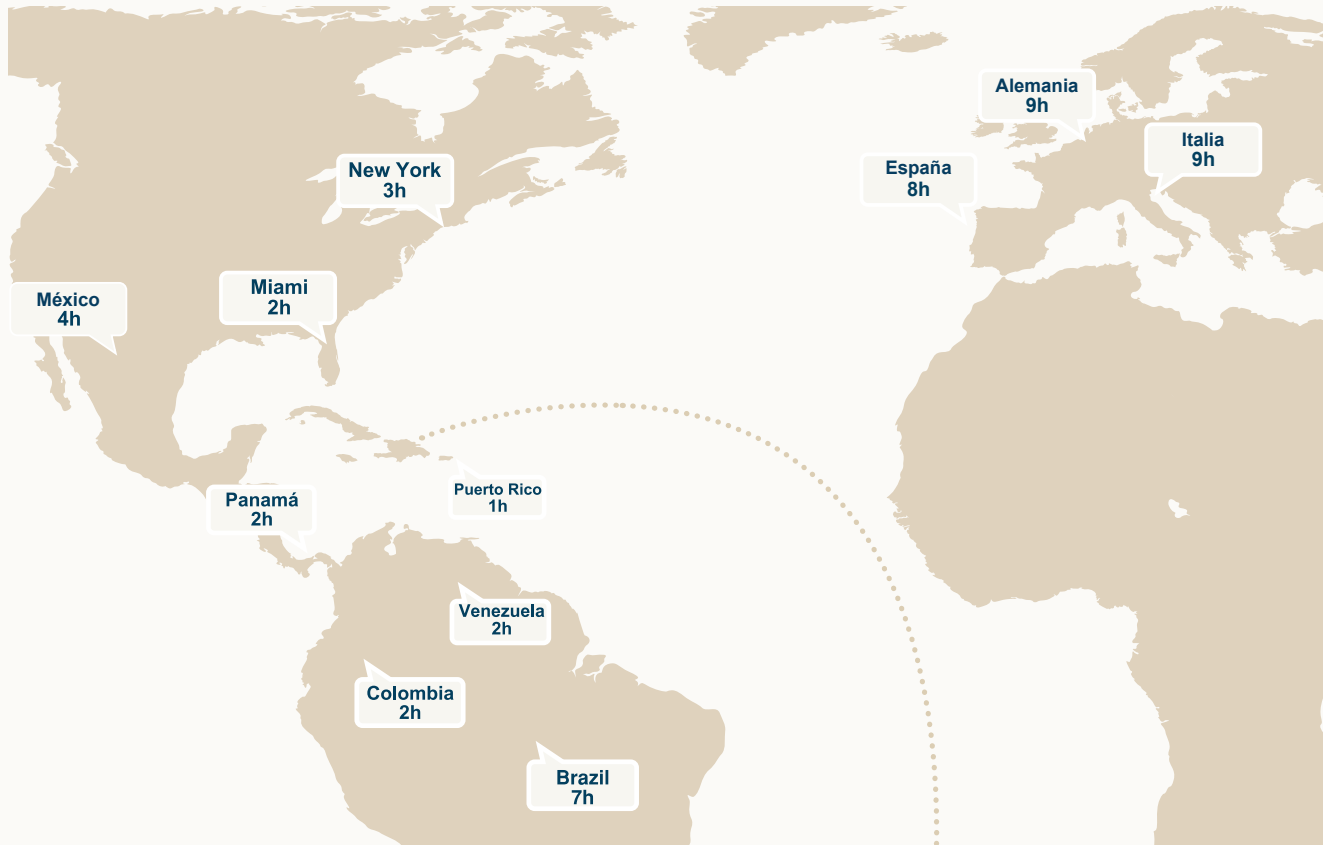 Alemania
9h
Italia
9h
New York
3h
España
8h
Miami
2h
México
4h
Puerto Rico
1h
Panamá
2h
Venezuela
2h
Colombia
2h
Brazil
7h